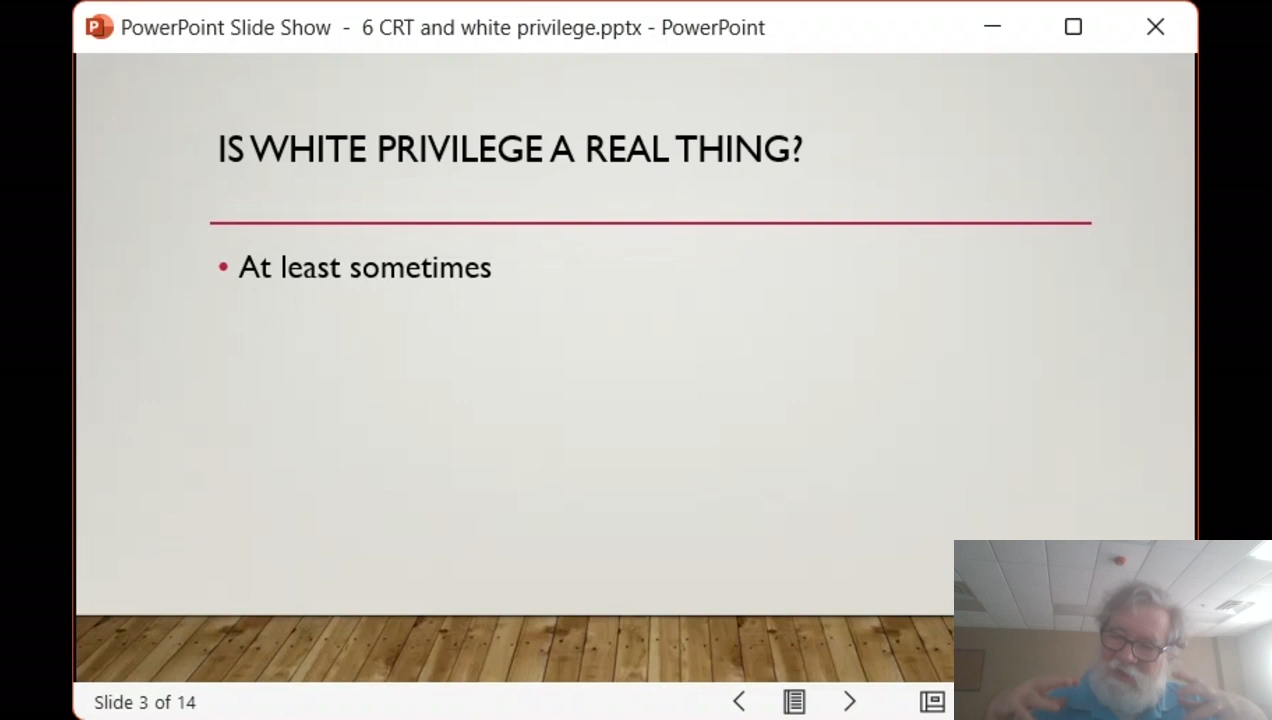 PowerPoint Slide Show - 6 CRT and white privilege.pptx - PowerPoint
IS WHITE PRIVILEGE A REAL THING?
• At least sometimes
Slide 3 of 14